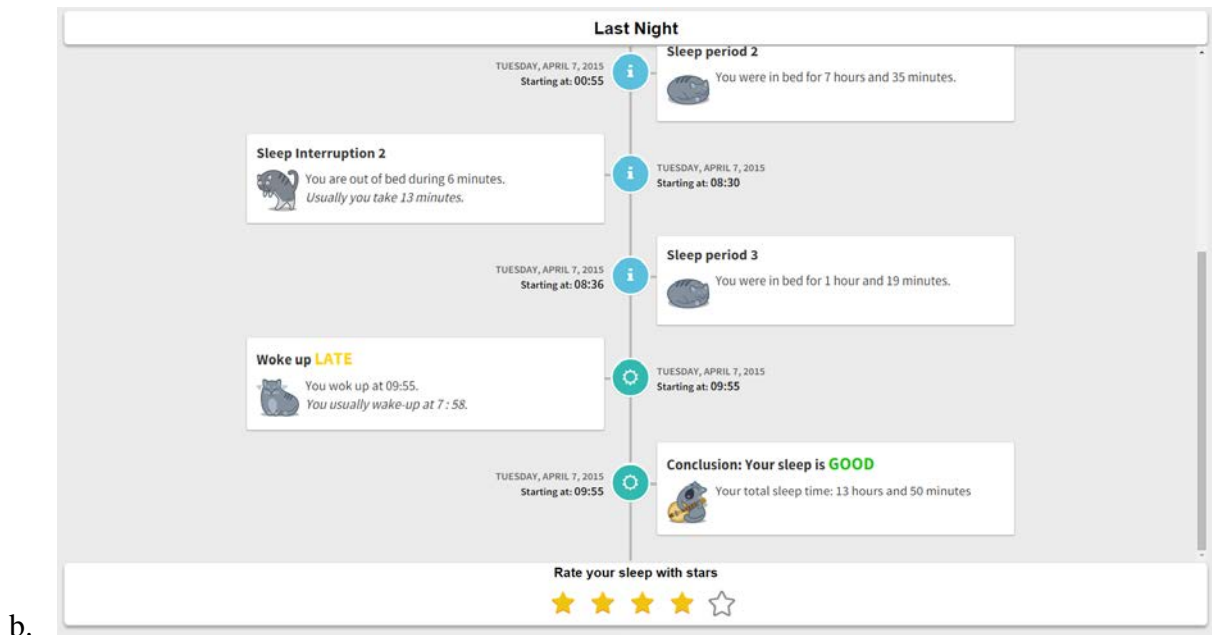 Last Night
Sleep period 2
TUESDAY, APRIL 7, 2015
Starting at: 00:55
You were in bed for 7 hours and 35 minutes.
Sleep Interruption 2
You are out of bed during 6 minutes.
Usually you take 13 minutes.
TUESDAY, APRIL 7, 2015
Starting at: 08:30
Sleep period 3
TUESDAY, APRIL 7, 2015
Starting at: 08:36
You were in bed for 1 hour and 19 minutes.
Woke up LATE
You wok up at 09:55.
You usually wake-up at 7 : 58.
TUESDAY, APRIL 7, 2015
Starting at: 09:55
Conclusion: Your sleep is GOOD
TUESDAY, APRIL 7, 2015
Starting at: 09:55
Your total sleep time: 13 hours and 50 minutes
Rate your sleep with stars
b.